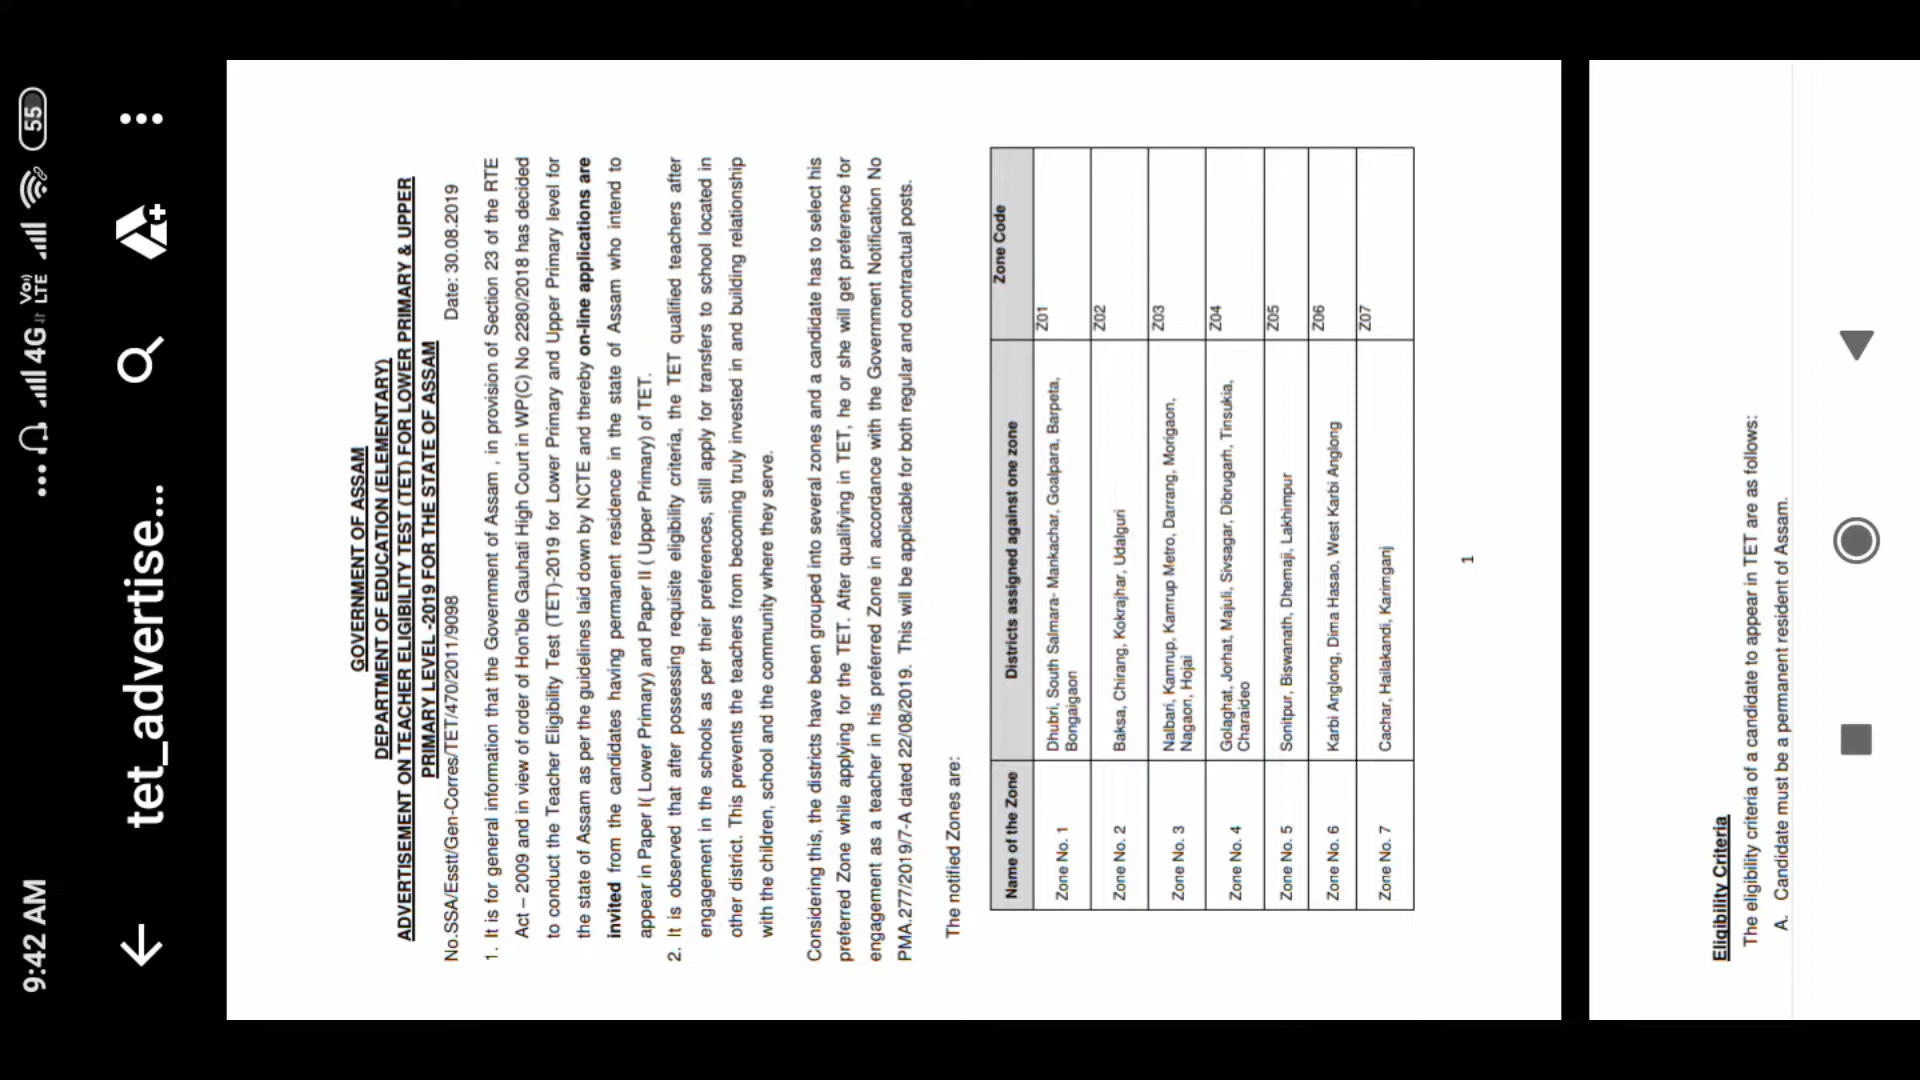 9:42 AM
4G
Vo)) LTE
55
tet_advertise...
GOVERNMENT OF ASSAM
DEPARTMENT OF EDUCATION (ELEMENTARY)
ADVERTISEMENT ON TEACHER ELIGIBILITY TEST (TET) FOR LOWER PRIMARY & UPPER
PRIMARY LEVEL -2019 FOR THE STATE OF ASSAM
No.SSA/Esstt/Gen-Corres/TET/470/2011/9098 Date: 30.08.2019
1. It is for general information that the Government of Assam , in provision of Section 23 of the RTE
Act – 2009 and in view of order of Hon'ble Gauhati High Court in WP(C) No 2280/2018 has decided
to conduct the Teacher Eligibility Test (TET)-2019 for Lower Primary and Upper Primary level for
the state of Assam as per the guidelines laid down by NCTE and thereby on-line applications are
invited from the candidates having permanent residence in the state of Assam who intend to
appear in Paper I( Lower Primary) and Paper II ( Upper Primary) of TET.
2. It is observed that after possessing requisite eligibility criteria, the TET qualified teachers after
engagement in the schools as per their preferences, still apply for transfers to school located in
other district. This prevents the teachers from becoming truly invested in and building relationship
with the children, school and the community where they serve.
Considering this, the districts have been grouped into several zones and a candidate has to select his
preferred Zone while applying for the TET. After qualifying in TET, he or she will get preference for
engagement as a teacher in his preferred Zone in accordance with the Government Notification No
PMA.277/2019/7-A dated 22/08/2019. This will be applicable for both regular and contractual posts.
The notified Zones are:
Name of the Zone Districts assigned against one zone Zone Code
Zone No. 1 Dhubri, South Salmara- Mankachar, Goalpara, Barpeta, Z01
Bongaigaon
Zone No. 2 Baksa, Chirang, Kokrajhar, Udalguri Z02
Zone No. 3 Nalbari, Kamrup, Kamrup Metro, Darrang, Morigaon, Z03
Nagaon, Hojai
Zone No. 4 Golaghat, Jorhat, Majuli, Sivsagar, Dibrugarh, Tinsukia, Z04
Charaideo
Zone No. 5 Sonitpur, Biswanath, Dhemaji, Lakhimpur Z05
Zone No. 6 Karbi Anglong, Dima Hasao, West Karbi Anglong Z06
Zone No. 7 Cachar, Hailakandi, Karimganj Z07
1
Eligibility Criteria
The eligibility criteria of a candidate to appear in TET are as follows:
A. Candidate must be a permanent resident of Assam.